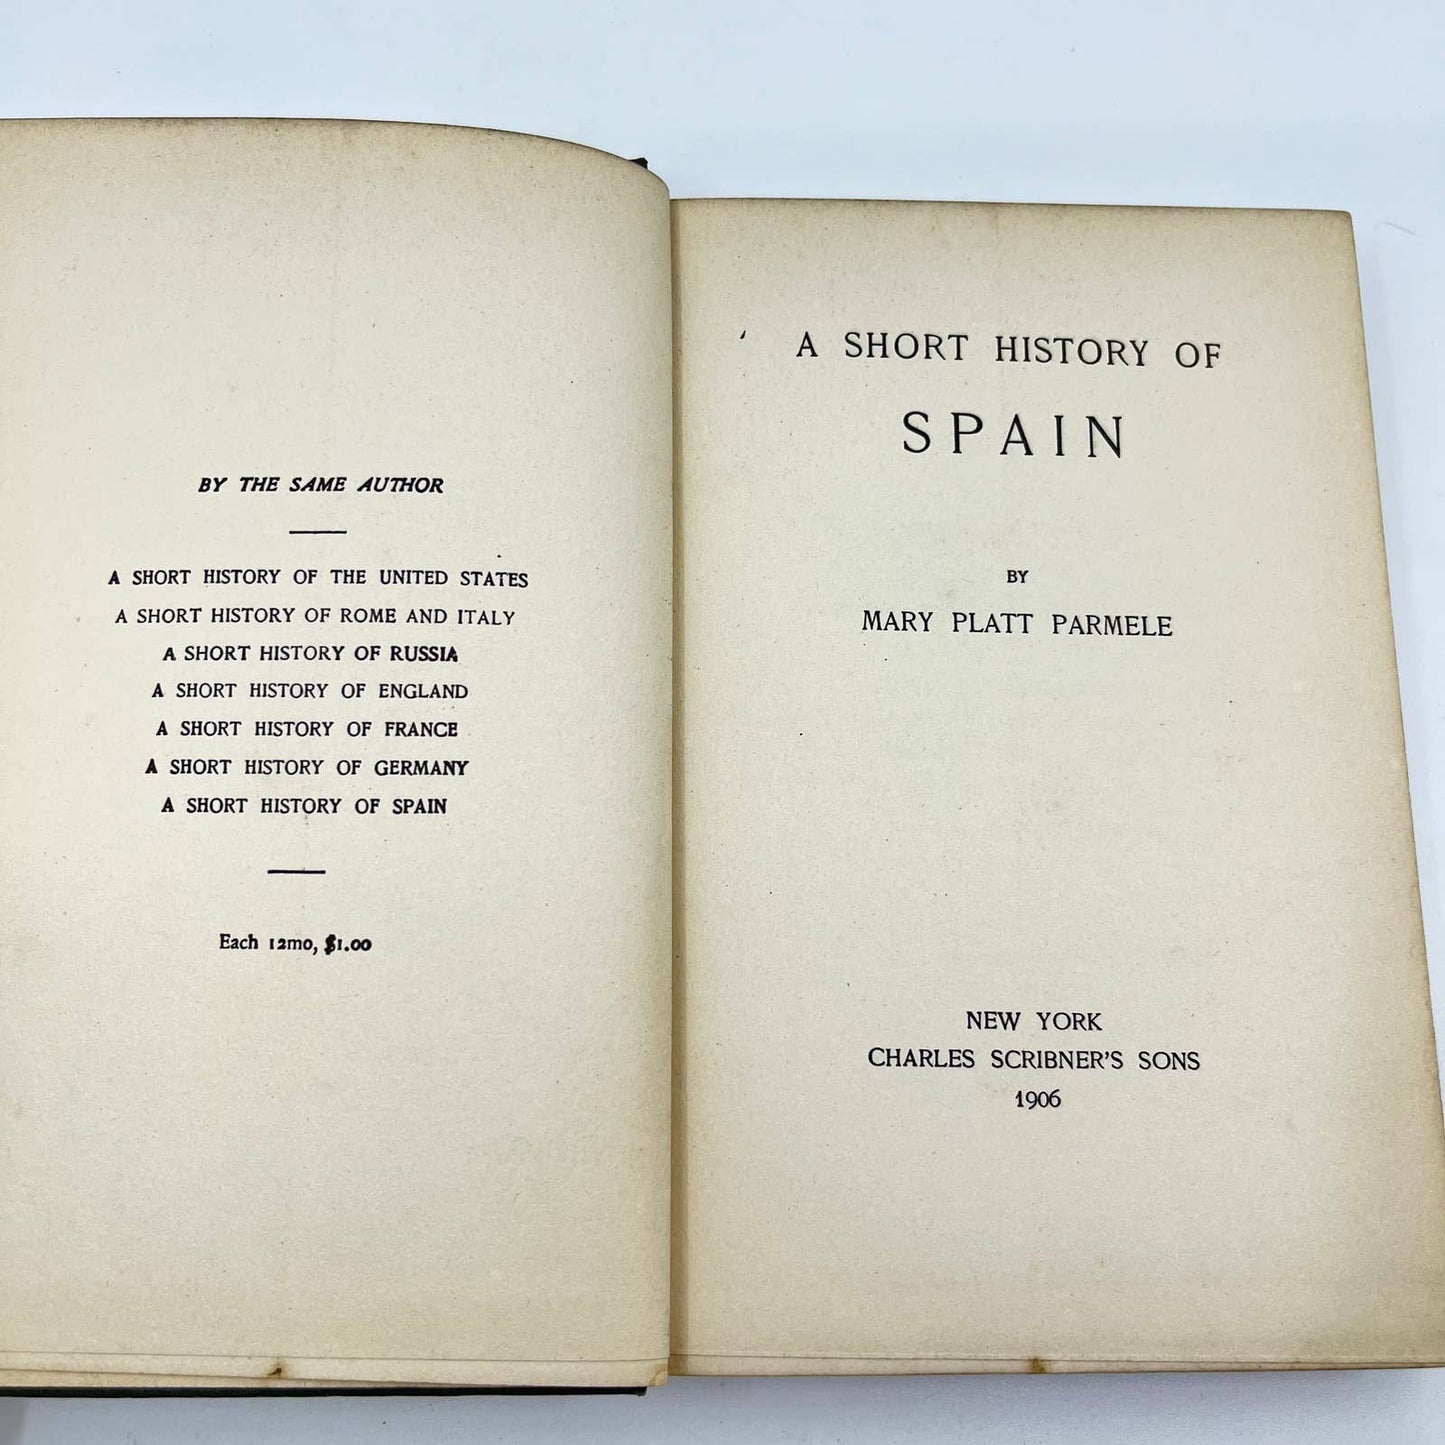 BY THE SAME AUTHOR
A SHORT HISTORY OF THE UNITED STATES
A SHORT HISTORY OF ROME AND ITALY
A SHORT HISTORY OF RUSSIA
A SHORT HISTORY OF ENGLAND
A SHORT HISTORY OF FRANCE
A SHORT HISTORY OF GERMANY
A SHORT HISTORY OF SPAIN
Each 12mo, $1.00
A SHORT HISTORY OF
SPAIN
BY
MARY PLATT PARMELE
NEW YORK
CHARLES SCRIBNER'S SONS
1906